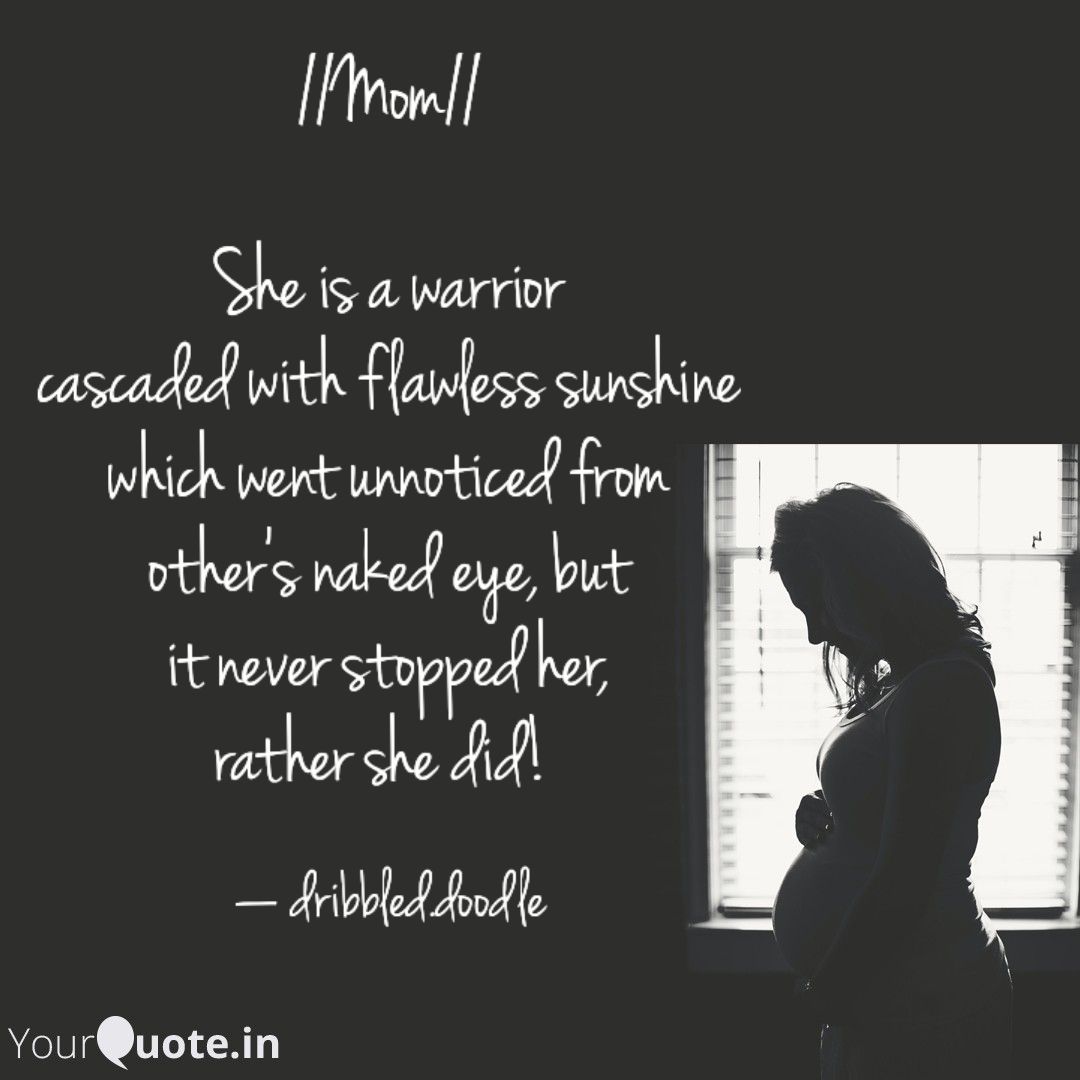 //Mom//
She is a warrior
cascaded with flawless sunshine
which went unnoticed from
other's naked eye, but
it never stopped her,
rather she did!
— dribbled.doodle
YourQuote.in